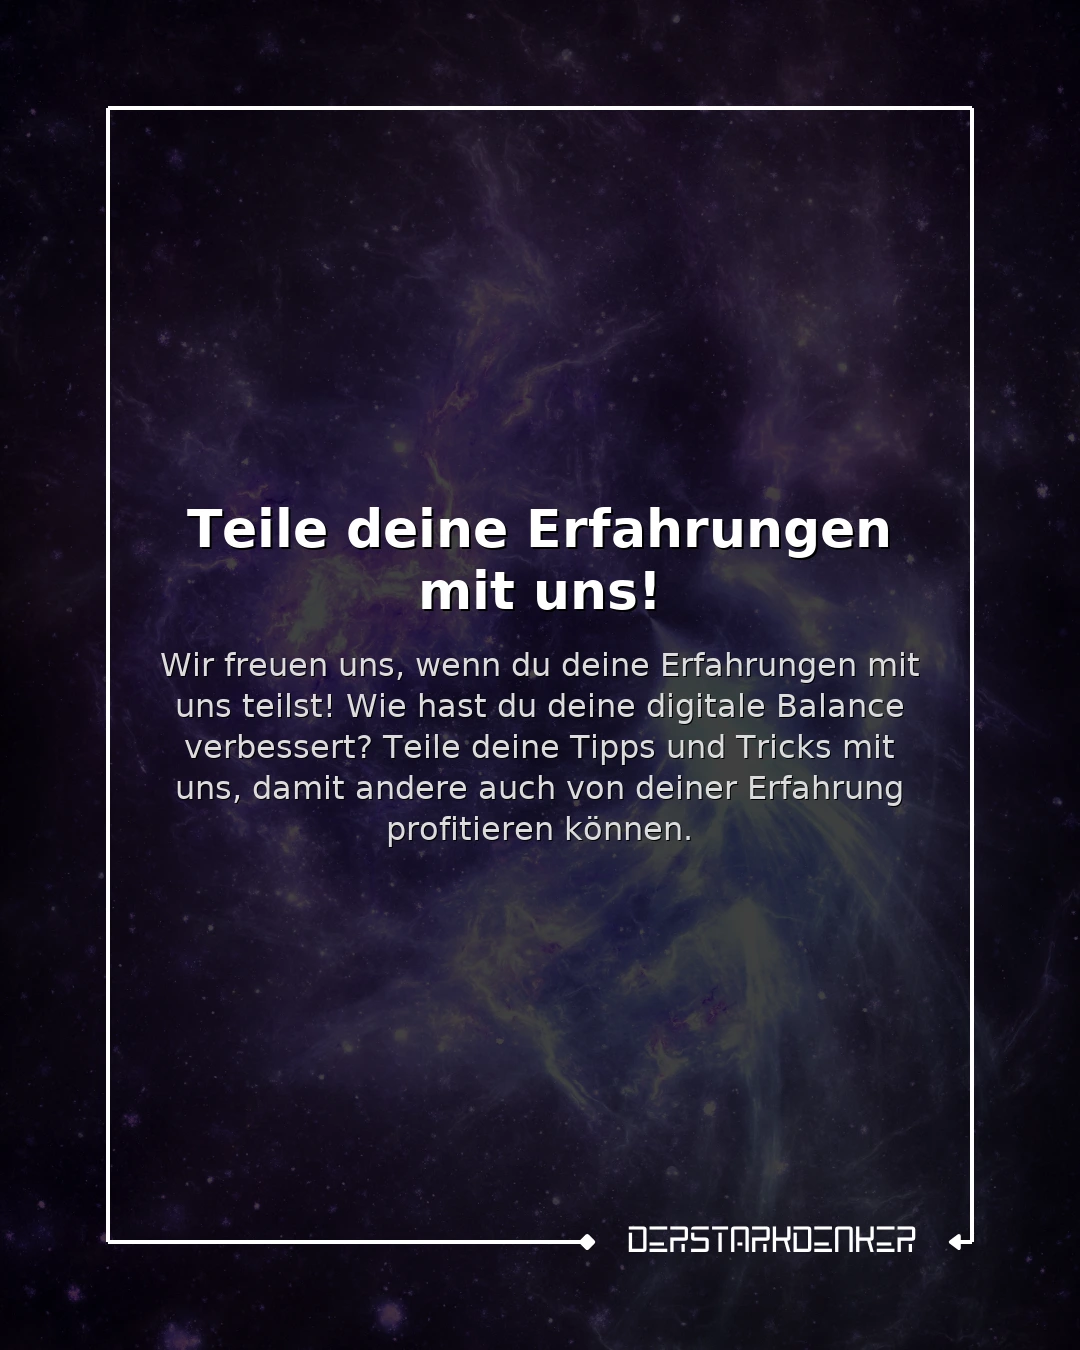 Teile deine Erfahrungen
mit uns!
Wir freuen uns, wenn du deine Erfahrungen mit
uns teilst! Wie hast du deine digitale Balance
verbessert? Teile deine Tipps und Tricks mit
uns, damit andere auch von deiner Erfahrung
profitieren können.
DERSTARKDENKER